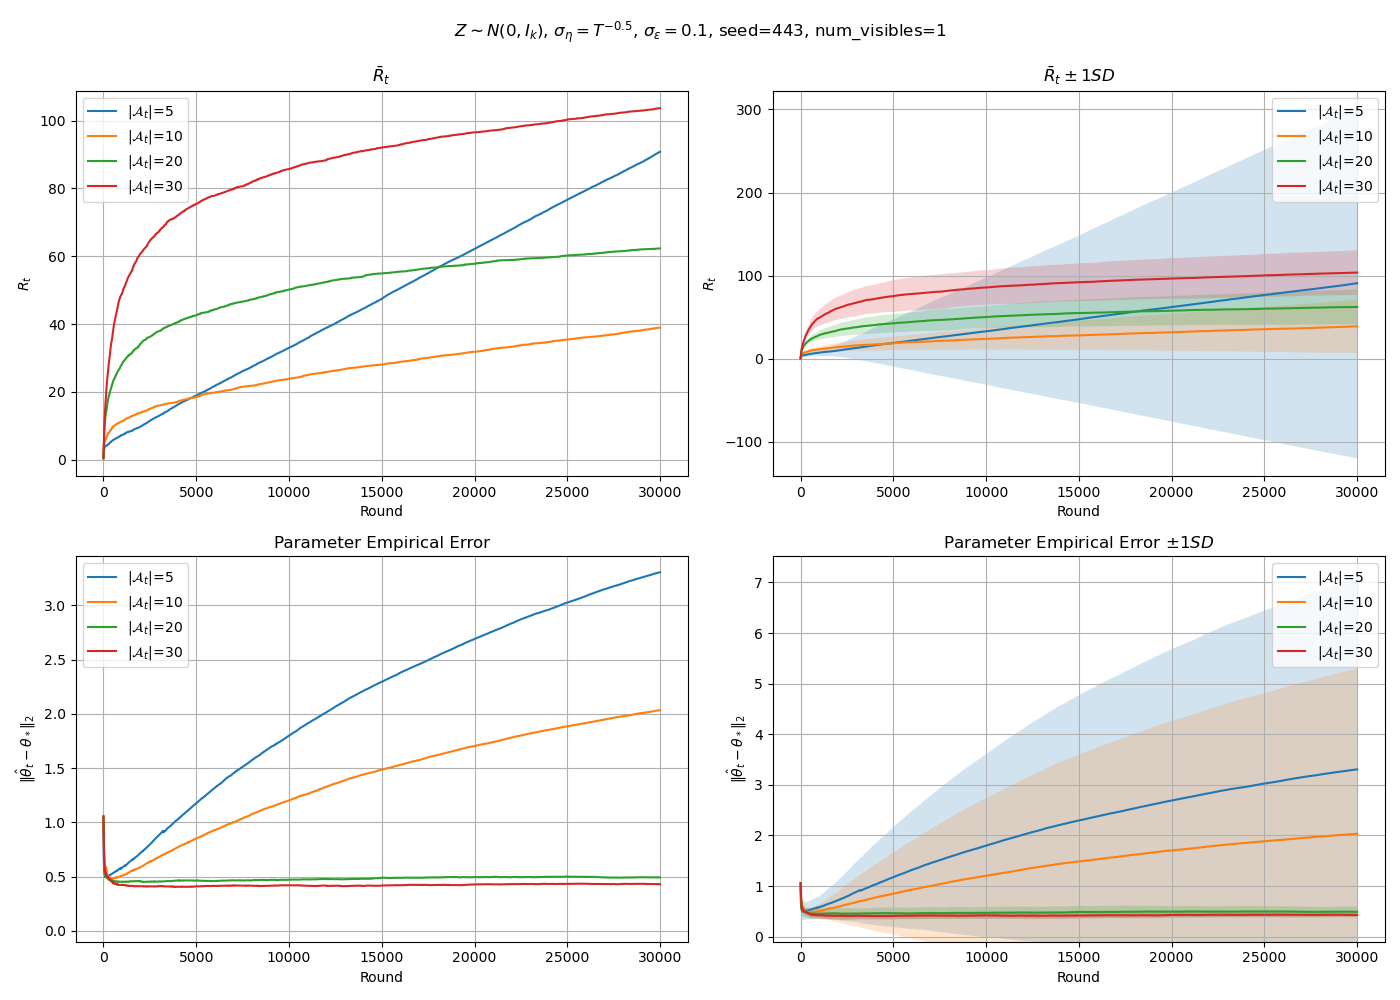 Z ∼ N(0, I_k), σ_η = T^{−0.5}, σ_ε = 0.1, seed=443, num_visibles=1
R̄_t
R_t
100
80
60
40
20
0
|𝒜_t|=5
|𝒜_t|=10
|𝒜_t|=20
|𝒜_t|=30
0 5000 10000 15000 20000 25000 30000
Round
R̄_t ± 1SD
R_t
300
200
100
0
−100
|𝒜_t|=5
|𝒜_t|=10
|𝒜_t|=20
|𝒜_t|=30
0 5000 10000 15000 20000 25000 30000
Round
Parameter Empirical Error
‖θ̂_t − θ_*‖_2
3.0
2.5
2.0
1.5
1.0
0.5
0.0
|𝒜_t|=5
|𝒜_t|=10
|𝒜_t|=20
|𝒜_t|=30
0 5000 10000 15000 20000 25000 30000
Round
Parameter Empirical Error ±1SD
‖θ̂_t − θ_*‖_2
7
6
5
4
3
2
1
0
|𝒜_t|=5
|𝒜_t|=10
|𝒜_t|=20
|𝒜_t|=30
0 5000 10000 15000 20000 25000 30000
Round